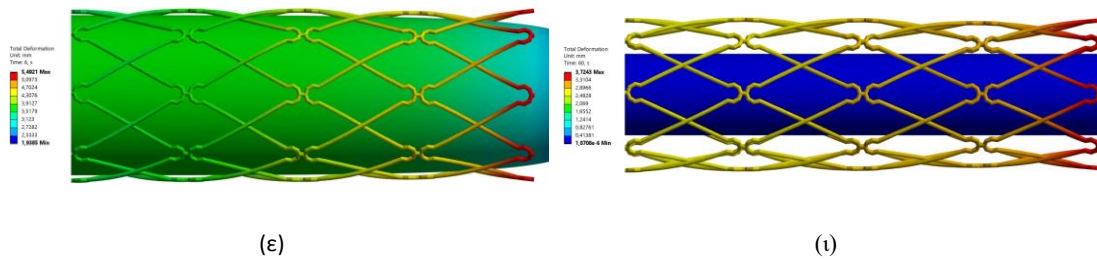 Total Deformation
Unit: mm
Time: 6, s
5,4921 Max
5,0973
4,7024
4,3076
3,9127
3,5179
3,123
2,7282
2,3333
1,9385 Min
Total Deformation
Unit: mm
Time: 60, s
3,7243 Max
3,3104
2,8966
2,4828
2,069
1,6552
1,2414
0,82761
0,41381
1,8708e-6 Min
(ε)
(ι)